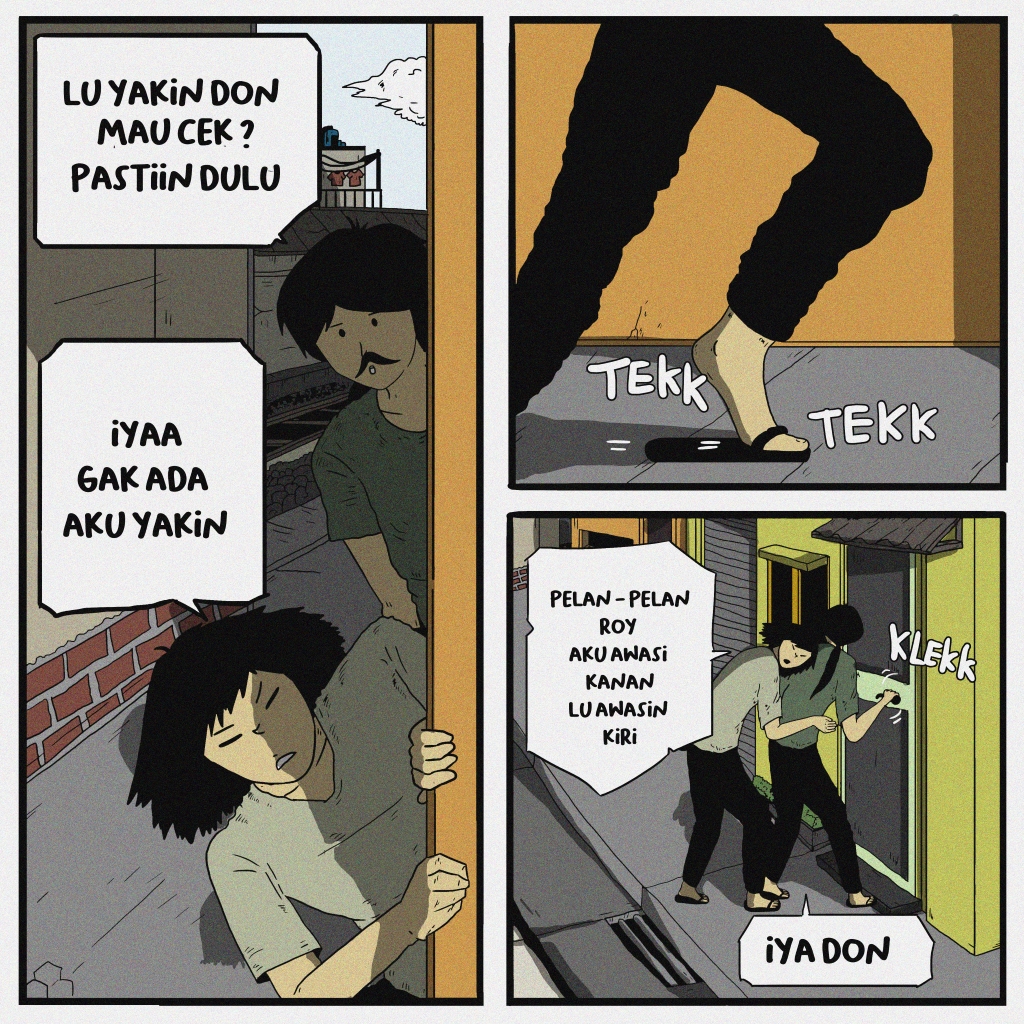 LU YAKiN DON
MAU CEK ?
PASTiiN DULU
iYAA
GAK ADA
AKU YAKiN
TEKK
TEKK
PELAN - PELAN
ROY
AKU AWASi
KANAN
LU AWASiN
KiRi
KLEKK
iYA DON